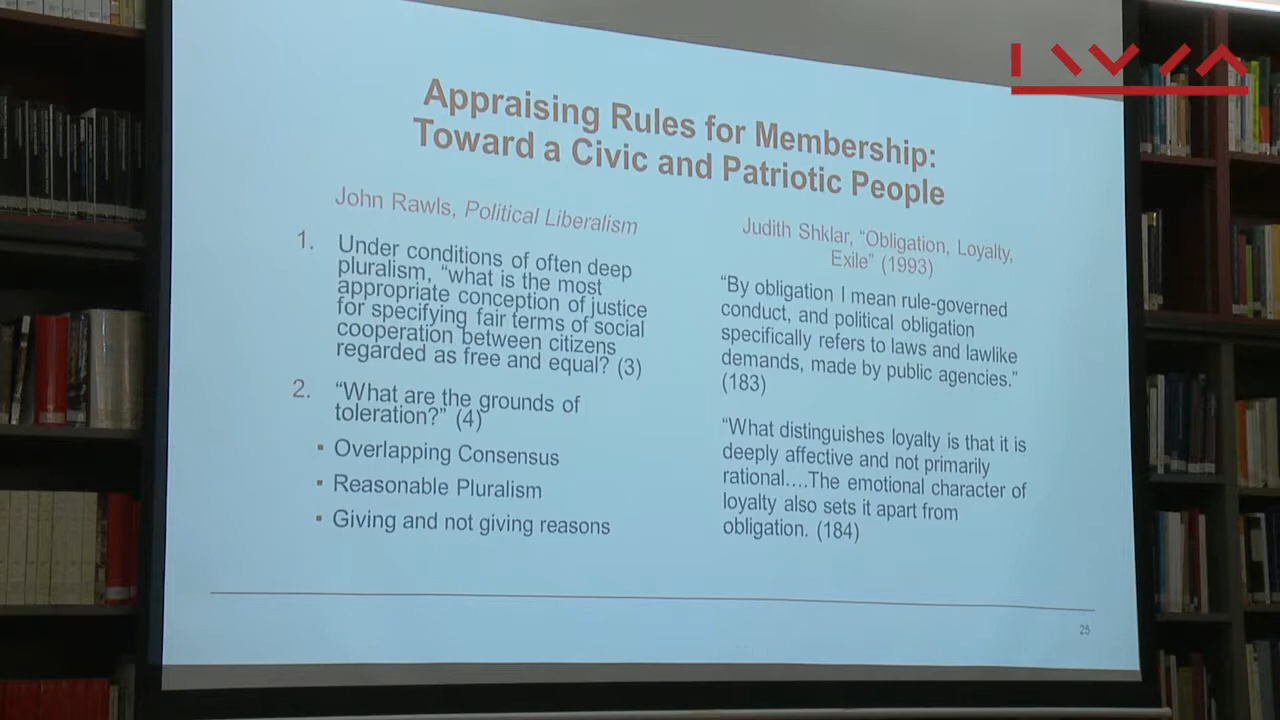 Appraising Rules for Membership:
Toward a Civic and Patriotic People
John Rawls, Political Liberalism
1. Under conditions of often deep
pluralism, “what is the most
appropriate conception of justice
for specifying fair terms of social
cooperation between citizens
regarded as free and equal? (3)
2. “What are the grounds of
toleration?” (4)
▪ Overlapping Consensus
▪ Reasonable Pluralism
▪ Giving and not giving reasons
Judith Shklar, “Obligation, Loyalty,
Exile” (1993)
“By obligation I mean rule-governed
conduct, and political obligation
specifically refers to laws and lawlike
demands, made by public agencies.”
(183)
“What distinguishes loyalty is that it is
deeply affective and not primarily
rational….The emotional character of
loyalty also sets it apart from
obligation. (184)
25